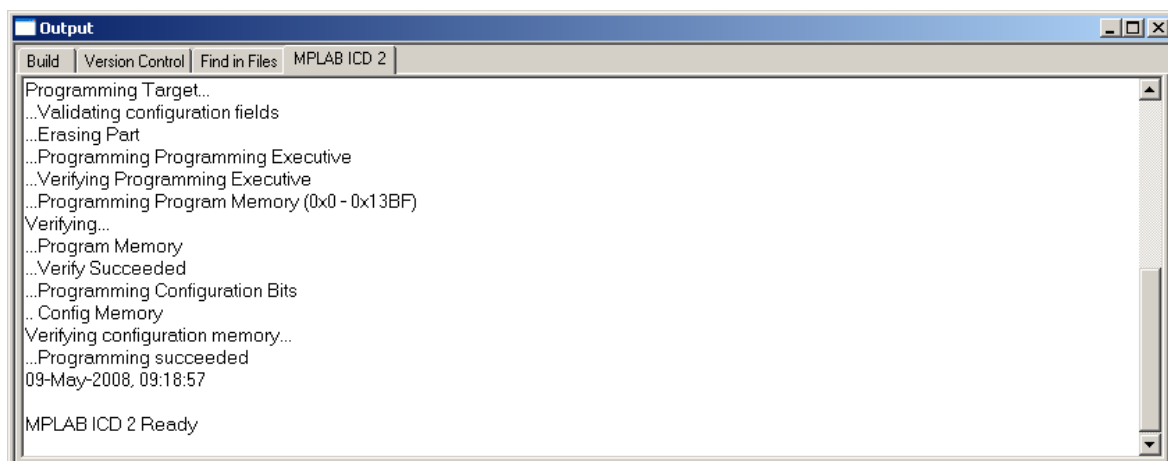 Output
Build Version Control Find in Files MPLAB ICD 2
Programming Target...
...Validating configuration fields
...Erasing Part
...Programming Programming Executive
...Verifying Programming Executive
...Programming Program Memory (0x0 - 0x13BF)
Verifying...
...Program Memory
...Verify Succeeded
...Programming Configuration Bits
.. Config Memory
Verifying configuration memory...
...Programming succeeded
09-May-2008, 09:18:57
MPLAB ICD 2 Ready